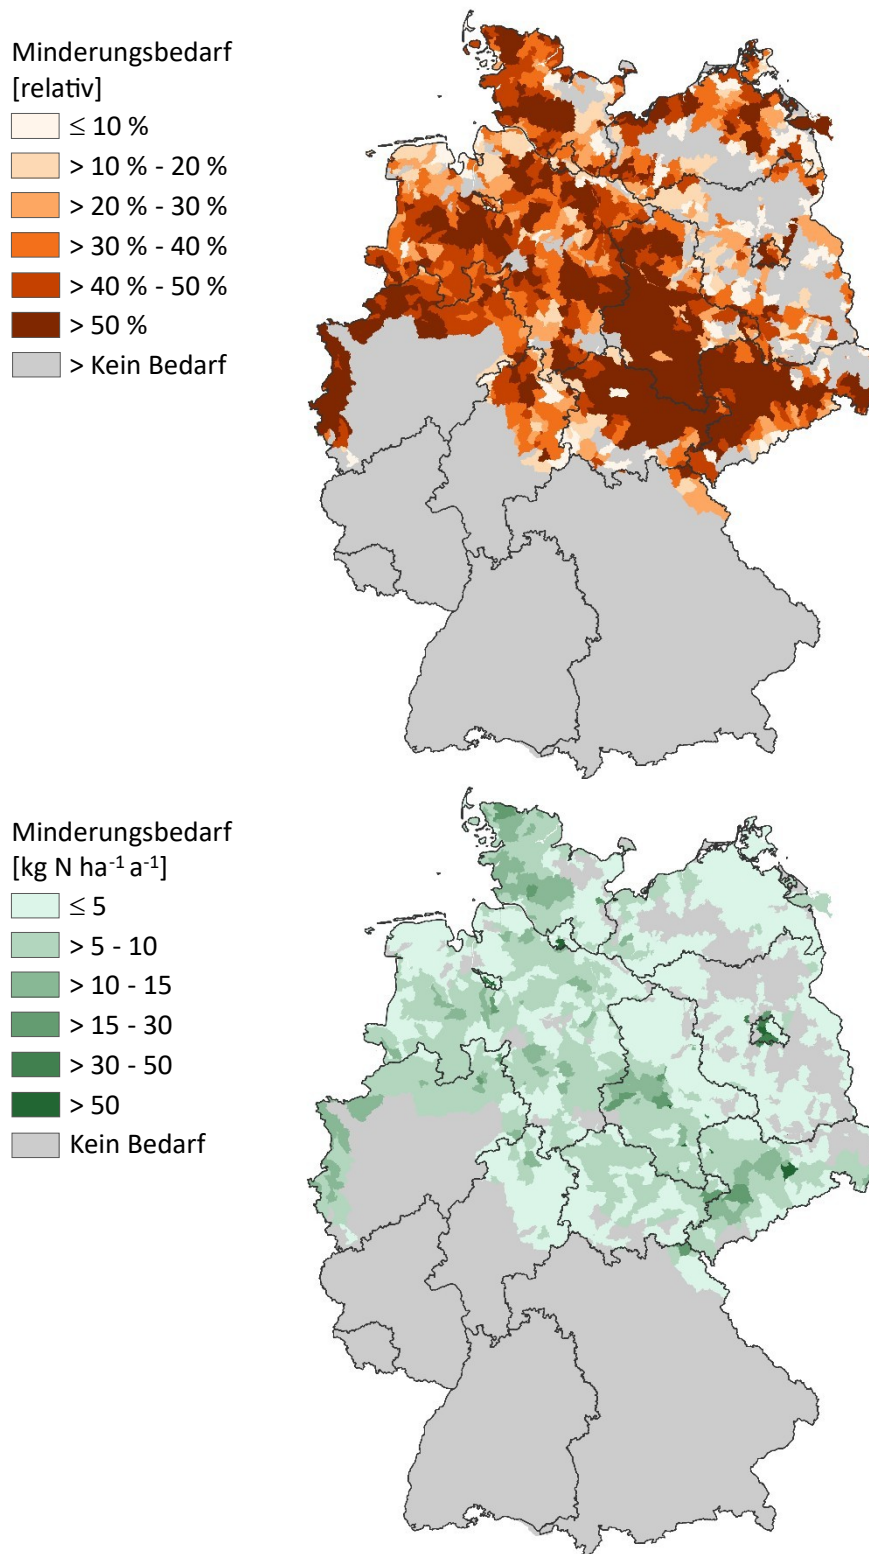 Minderungsbedarf
[relativ]
≤ 10 %
> 10 % - 20 %
> 20 % - 30 %
> 30 % - 40 %
> 40 % - 50 %
> 50 %
> Kein Bedarf
Minderungsbedarf
[kg N ha⁻¹ a⁻¹]
≤ 5
> 5 - 10
> 10 - 15
> 15 - 30
> 30 - 50
> 50
Kein Bedarf